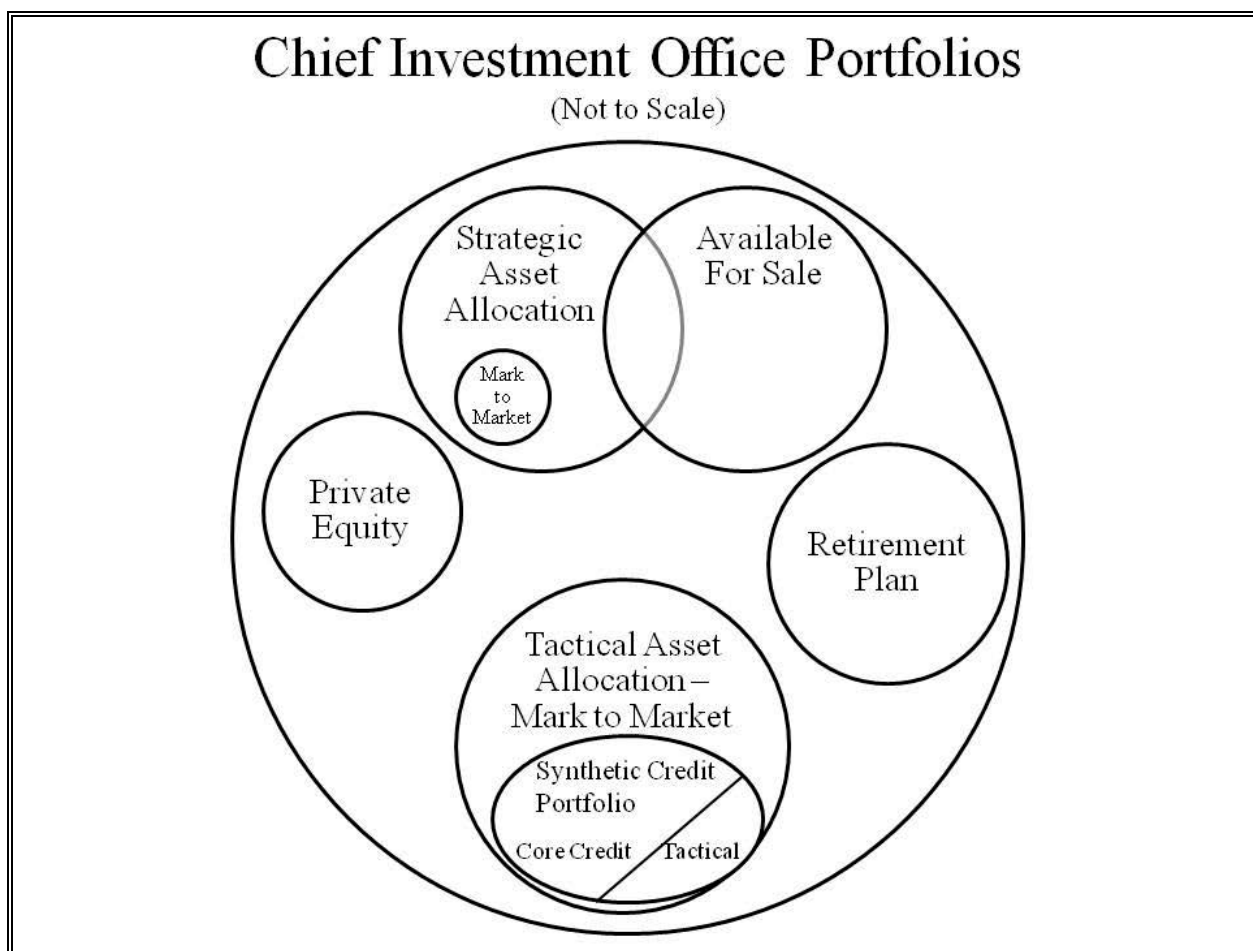 Chief Investment Office Portfolios
(Not to Scale)
Strategic
Asset
Allocation
Available
For Sale
Mark
to
Market
Private
Equity
Retirement
Plan
Tactical Asset
Allocation –
Mark to Market
Synthetic Credit
Portfolio
Core Credit
Tactical